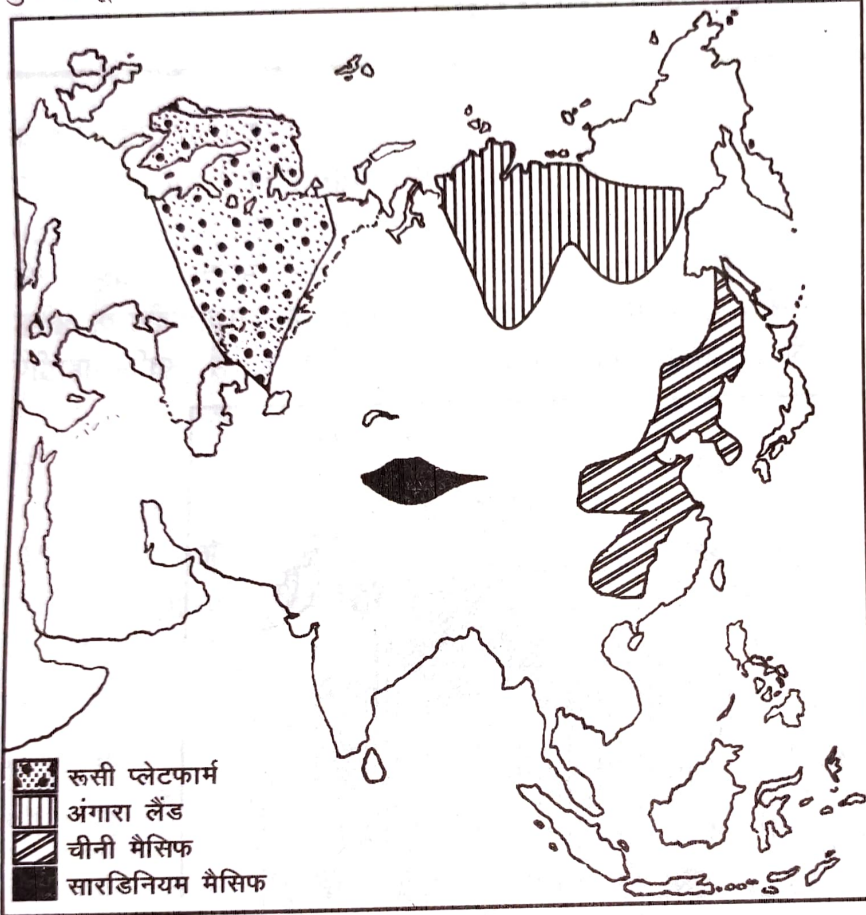 रूसी प्लेटफार्म
अंगारा लैंड
चीनी मैसिफ
सारडिनियम मैसिफ